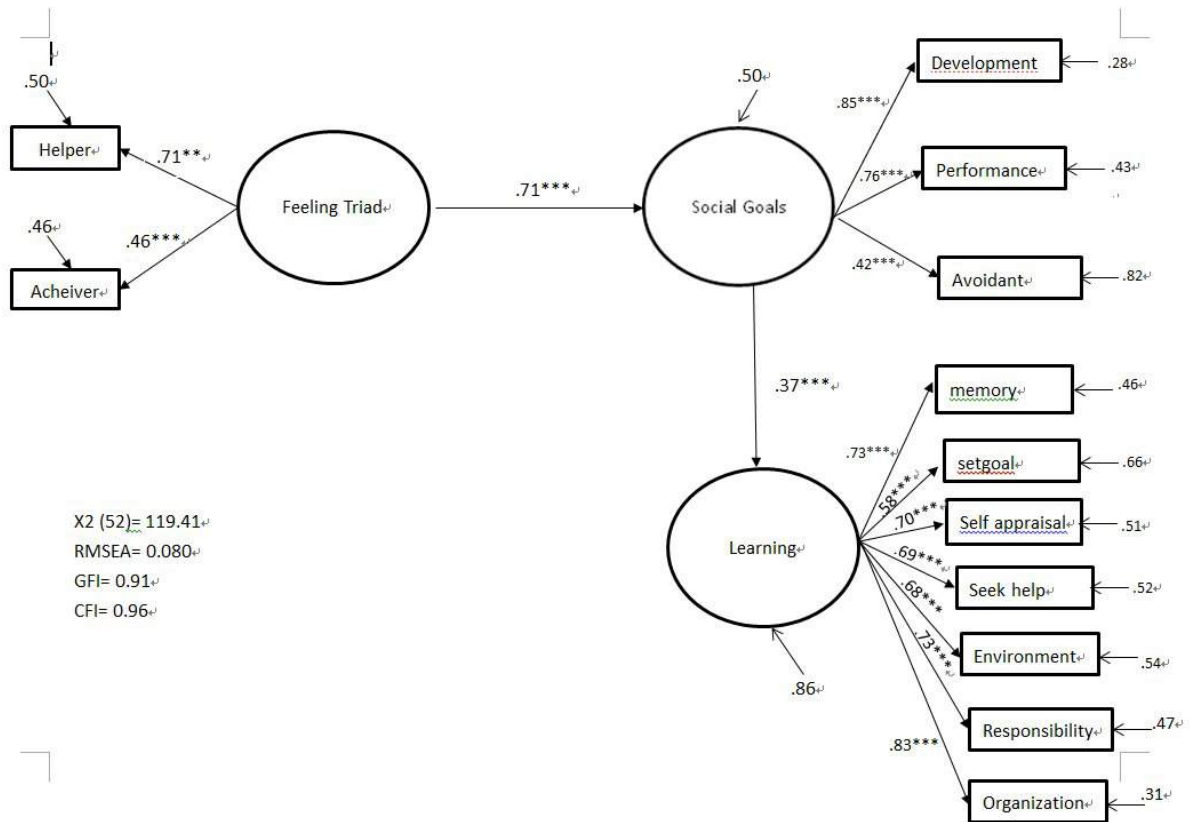 .50
Helper
.71**
.46
.46***
Acheiver
Feeling Triad
.71***
.50
Social Goals
.85***
Development
.28
.76***
Performance
.43
.42***
Avoidant
.82
.37***
Learning
.86
.73***
memory
.46
.58***
setgoal
.66
.70***
Self appraisal
.51
.69***
Seek help
.52
.68***
Environment
.54
.73***
Responsibility
.47
.83***
Organization
.31
X2 (52)= 119.41
RMSEA= 0.080
GFI= 0.91
CFI= 0.96